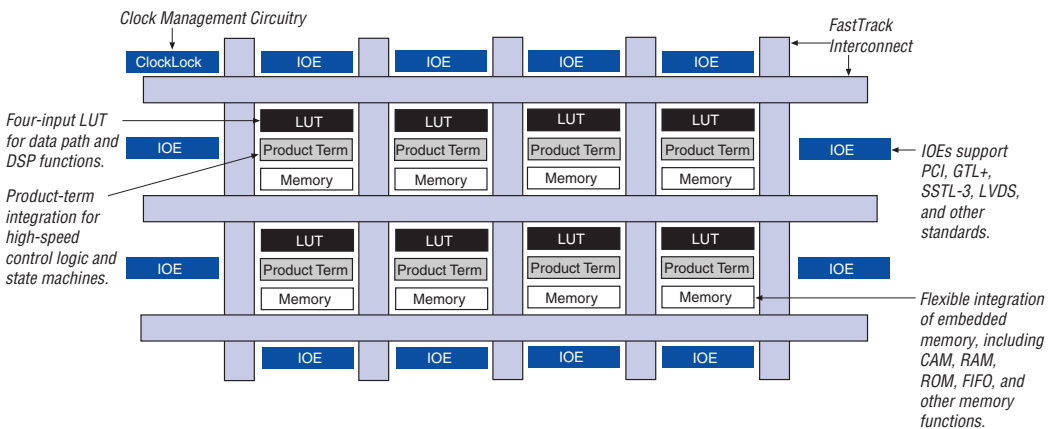 Clock Management Circuitry
FastTrack
Interconnect
ClockLock
IOE
IOE
IOE
IOE
Four-input LUT
for data path and
DSP functions.
LUT
LUT
LUT
LUT
IOE
Product Term
Product Term
Product Term
Product Term
IOE
IOEs support
PCI, GTL+,
SSTL-3, LVDS,
and other
standards.
Memory
Memory
Memory
Memory
Product-term
integration for
high-speed
control logic and
state machines.
LUT
LUT
LUT
LUT
IOE
Product Term
Product Term
Product Term
Product Term
IOE
Memory
Memory
Memory
Memory
Flexible integration
of embedded
memory, including
CAM, RAM,
ROM, FIFO, and
other memory
functions.
IOE
IOE
IOE
IOE